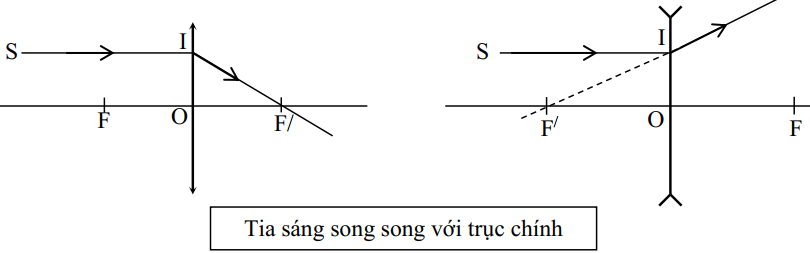 S
I
F
O
F/
S
I
F/
O
F
Tia sáng song song với trục chính